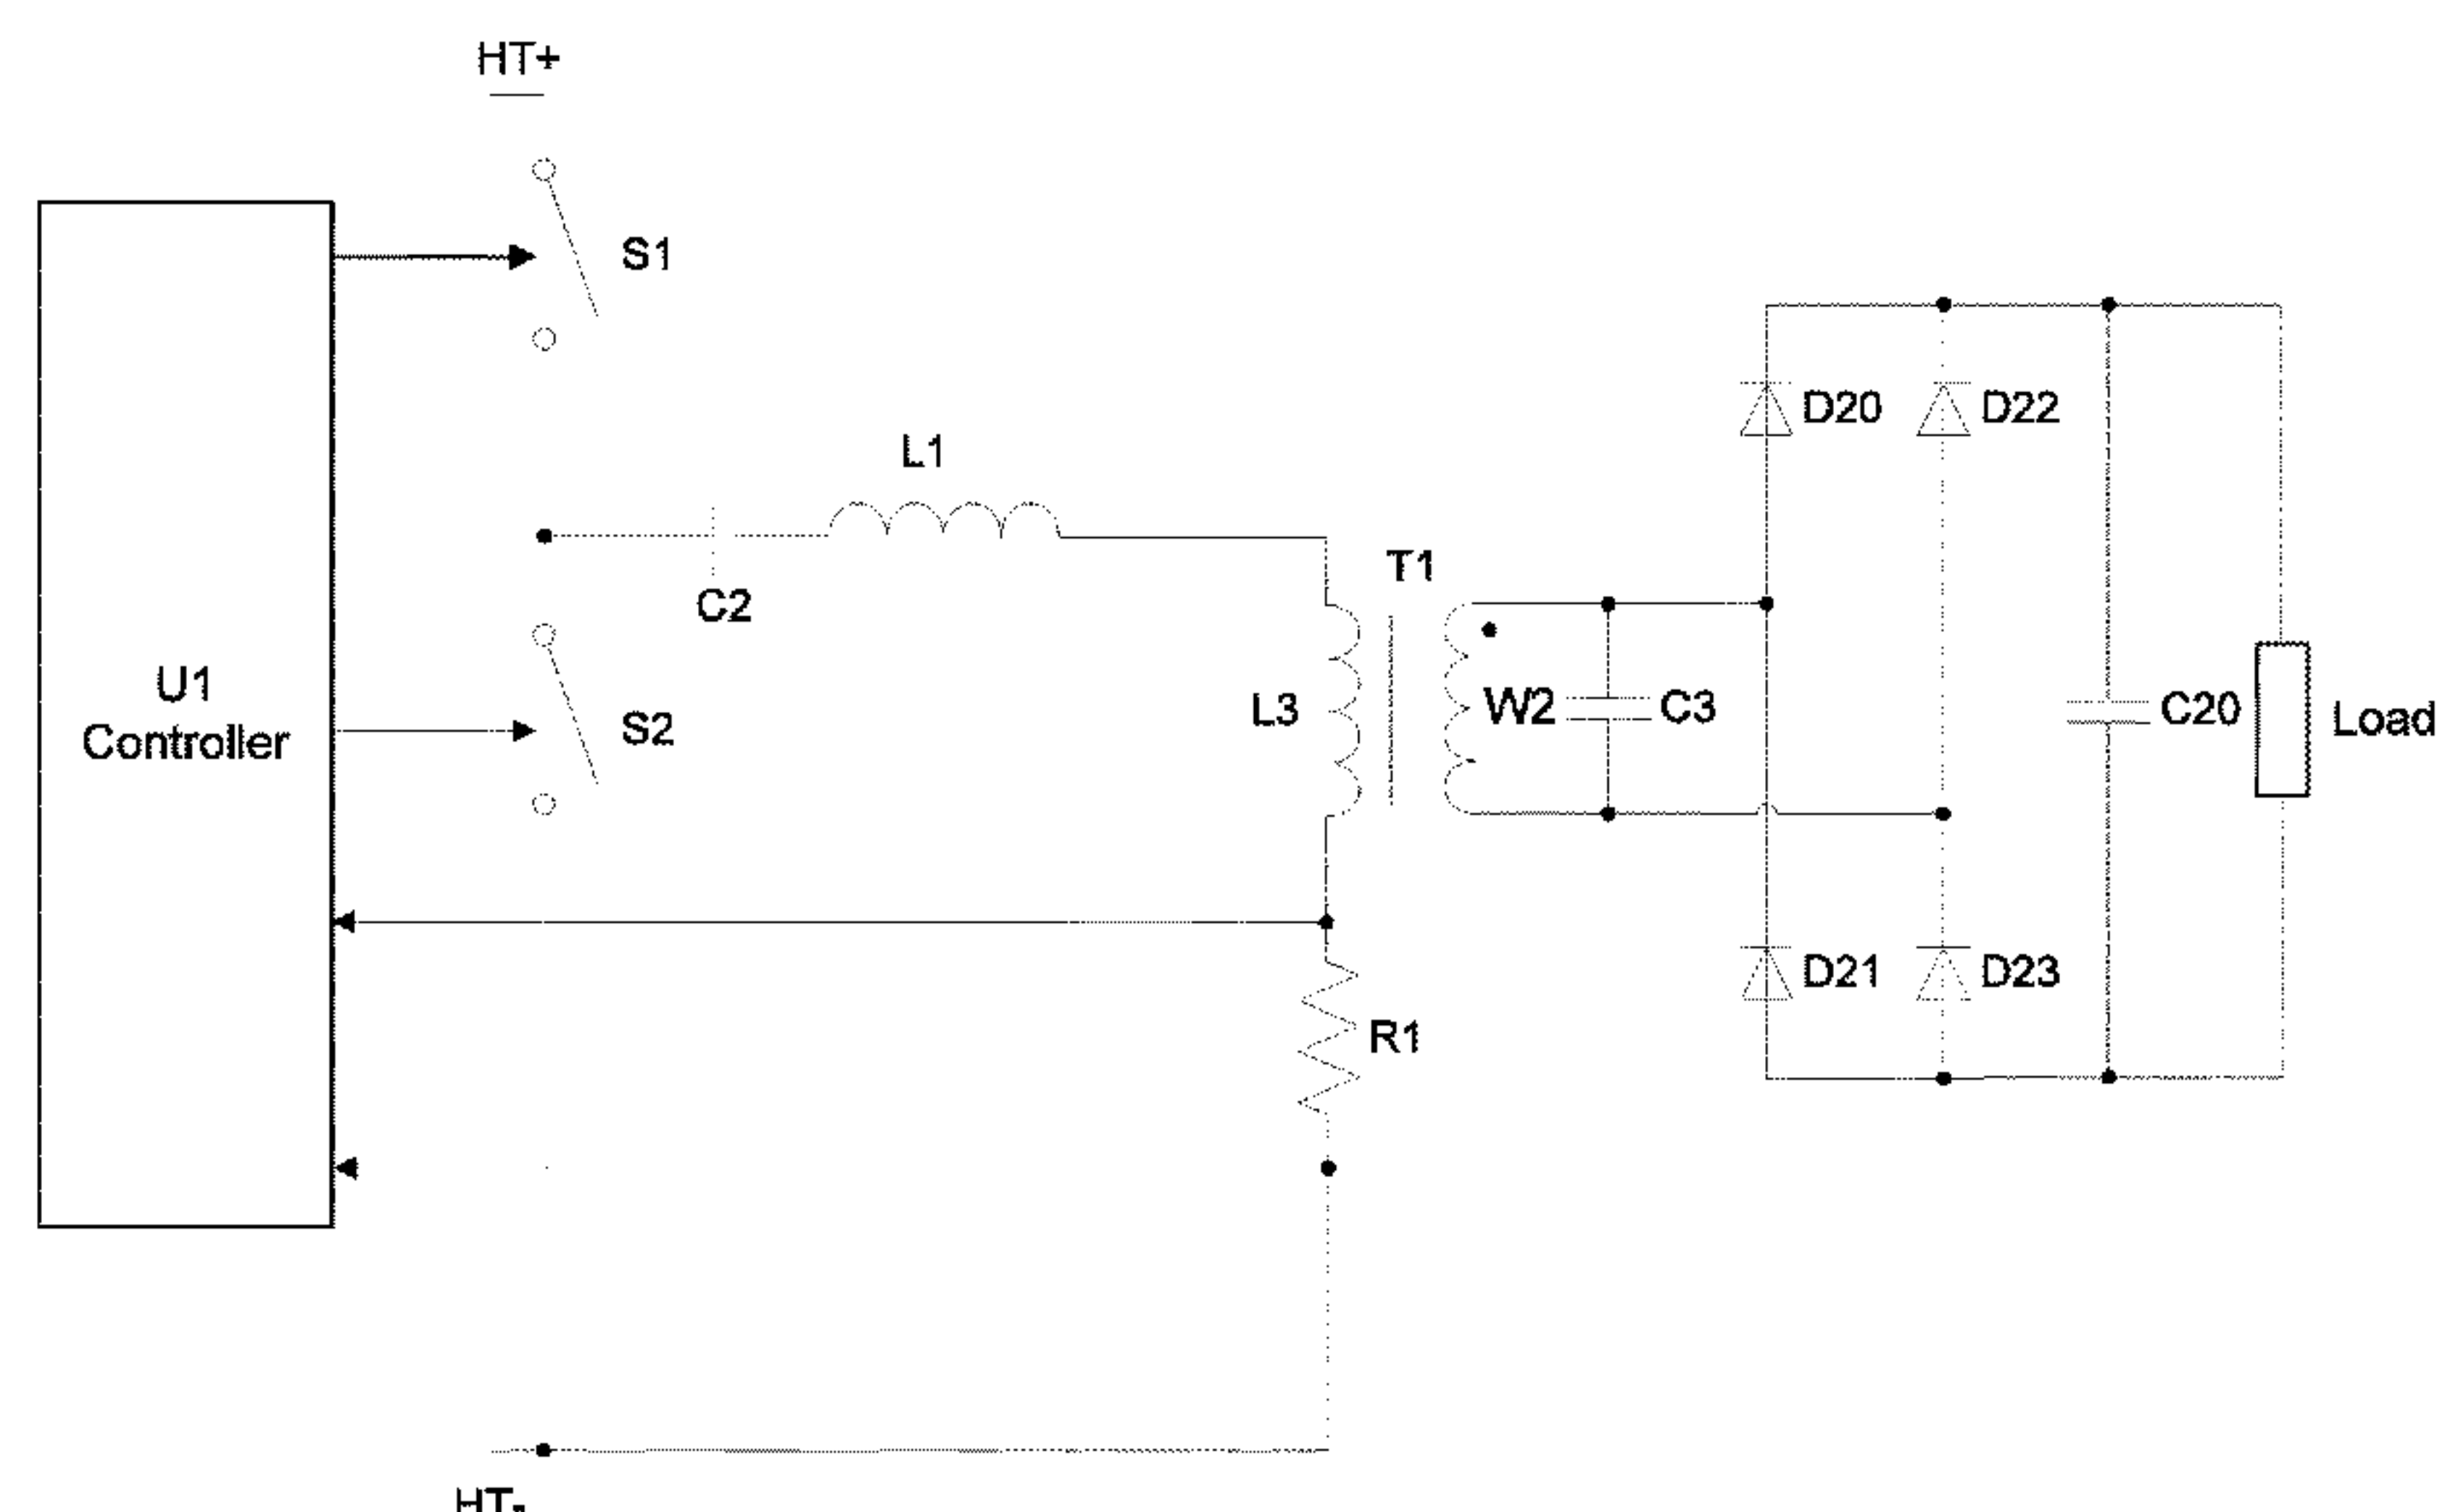 HT+
S1
D20
D22
L1
T1
C2
U1
Controller
S2
L3
W2
C3
C20
Load
D21
D23
R1
HT-